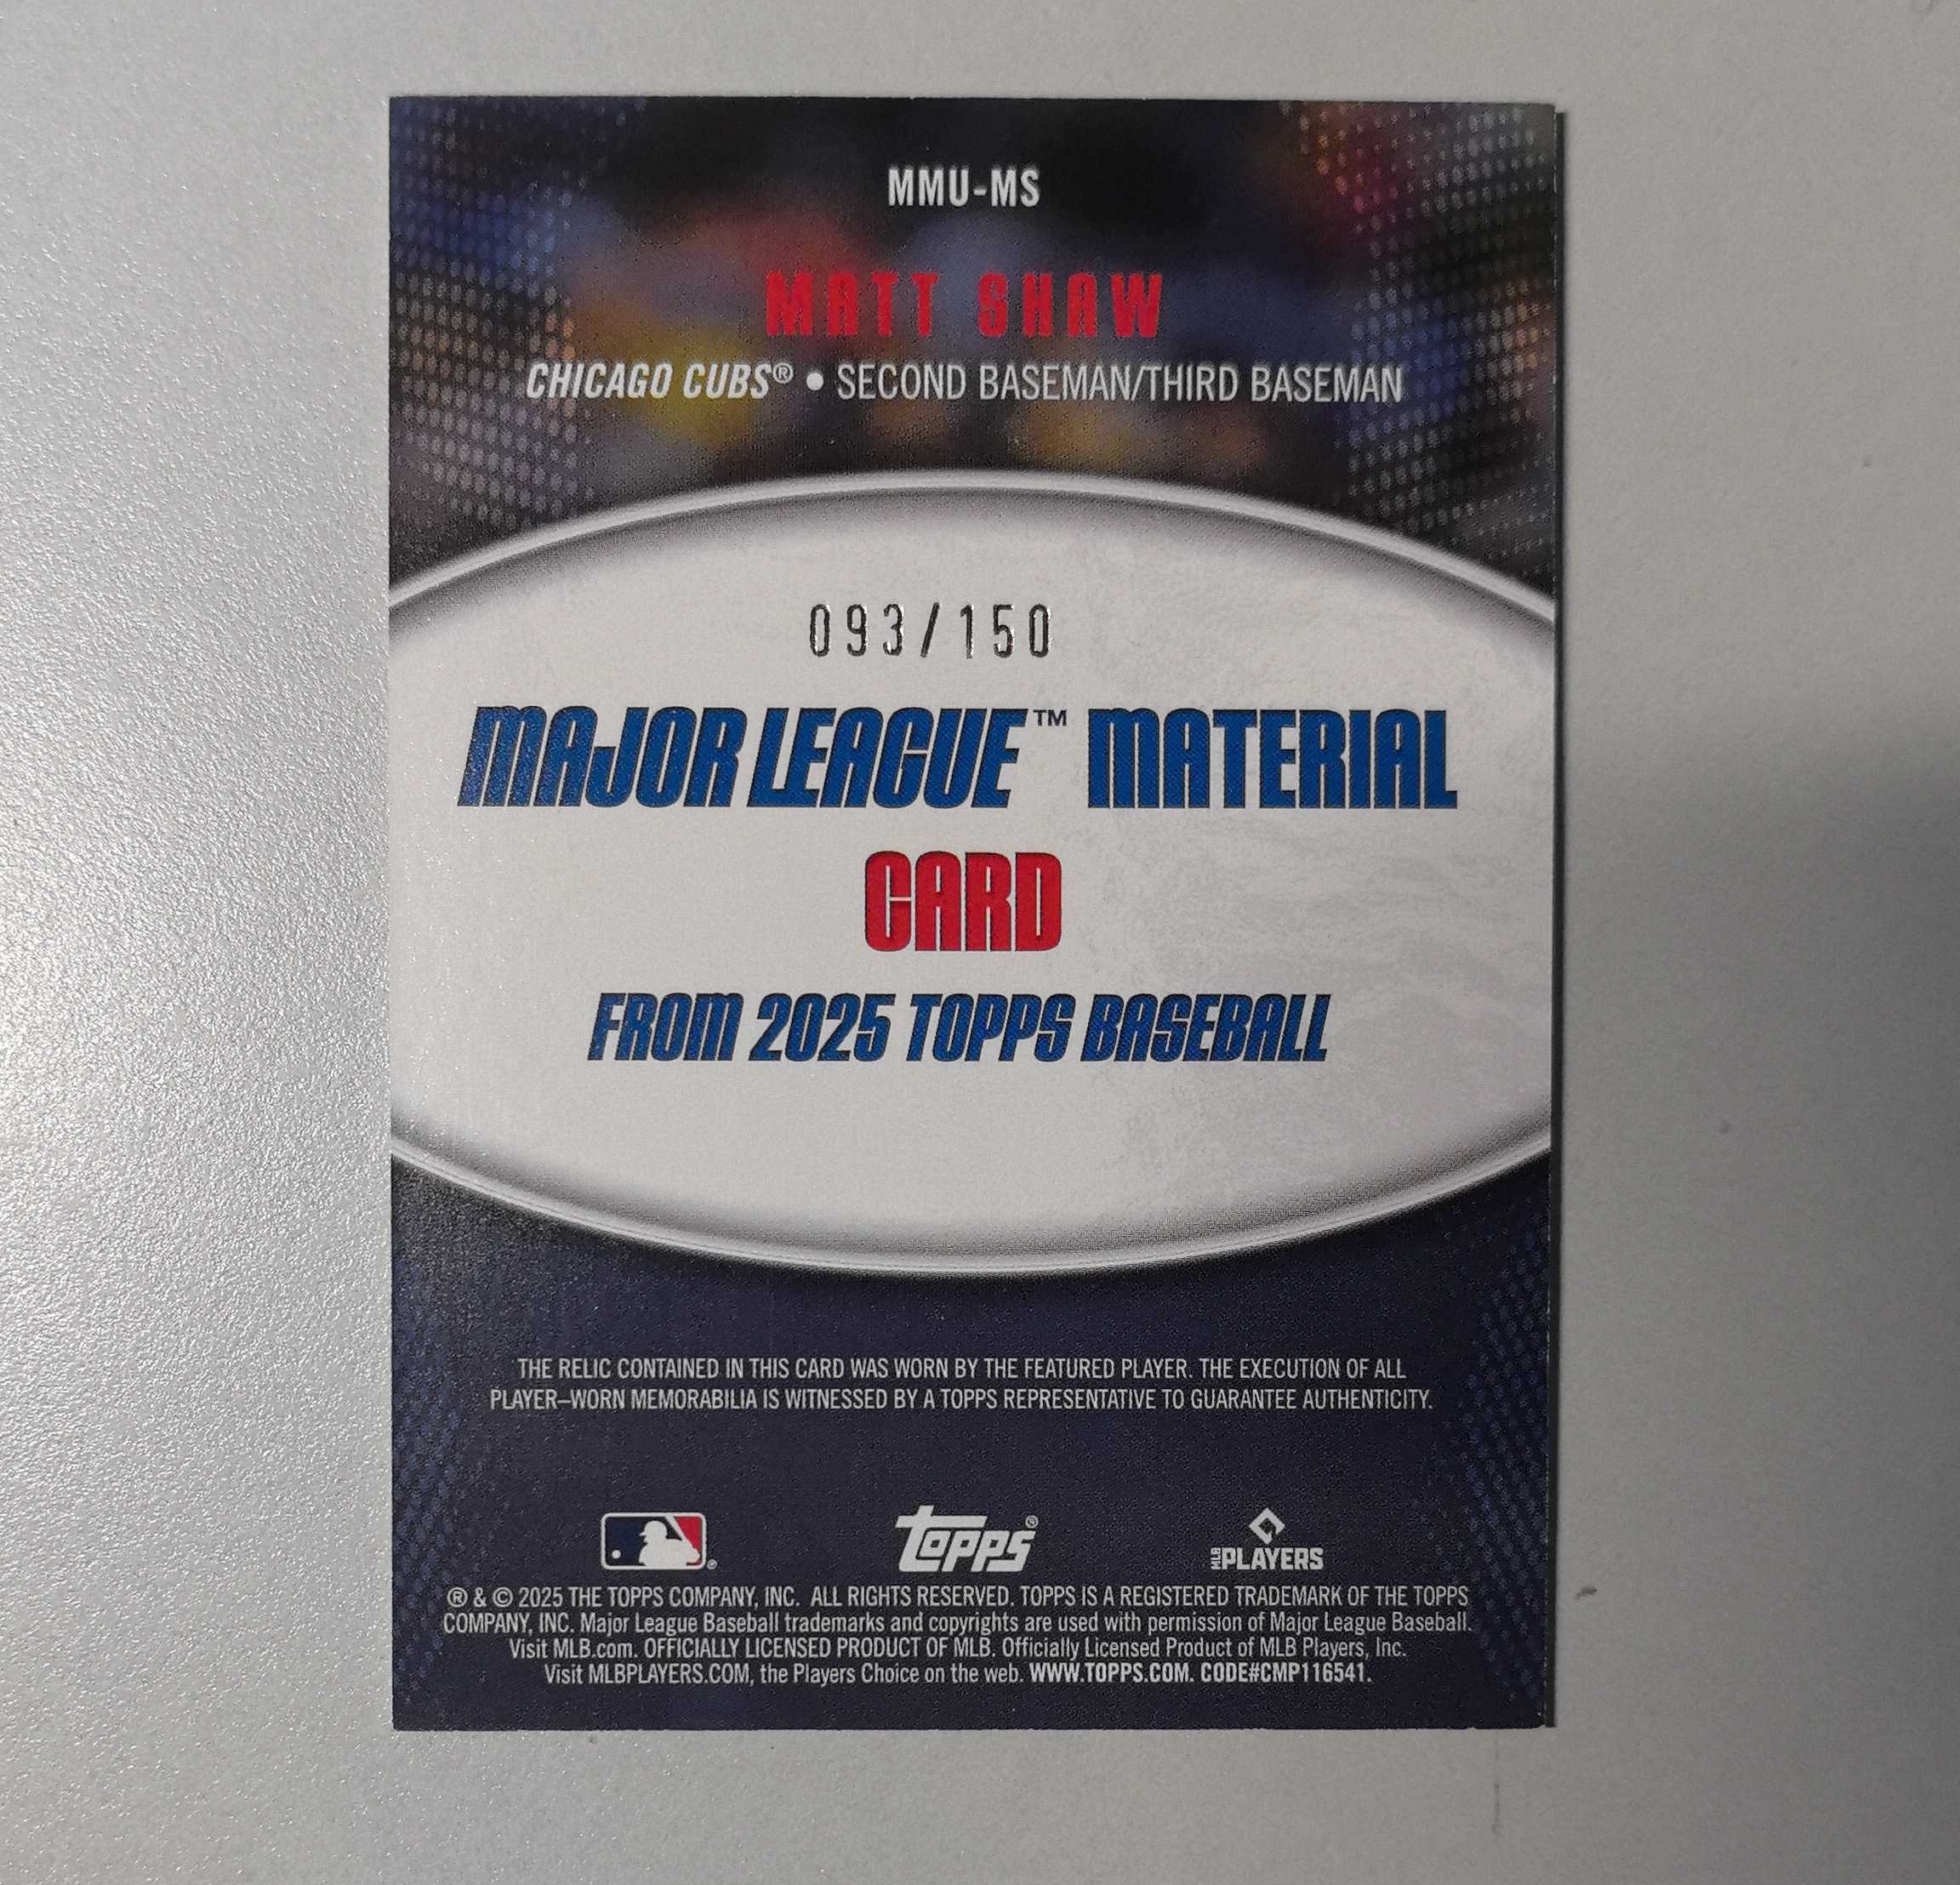 MMU-MS
MATT SHAW
CHICAGO CUBS® • SECOND BASEMAN/THIRD BASEMAN
093/150
MAJOR LEAGUE™ MATERIAL
CARD
FROM 2025 TOPPS BASEBALL
THE RELIC CONTAINED IN THIS CARD WAS WORN BY THE FEATURED PLAYER. THE EXECUTION OF ALL
PLAYER–WORN MEMORABILIA IS WITNESSED BY A TOPPS REPRESENTATIVE TO GUARANTEE AUTHENTICITY.
topps® MLB PLAYERS
® & © 2025 THE TOPPS COMPANY, INC. ALL RIGHTS RESERVED. TOPPS IS A REGISTERED TRADEMARK OF THE TOPPS
COMPANY, INC. Major League Baseball trademarks and copyrights are used with permission of Major League Baseball.
Visit MLB.com. OFFICIALLY LICENSED PRODUCT OF MLB. Officially Licensed Product of MLB Players, Inc.
Visit MLBPLAYERS.COM, the Players Choice on the web. WWW.TOPPS.COM. CODE#CMP116541.